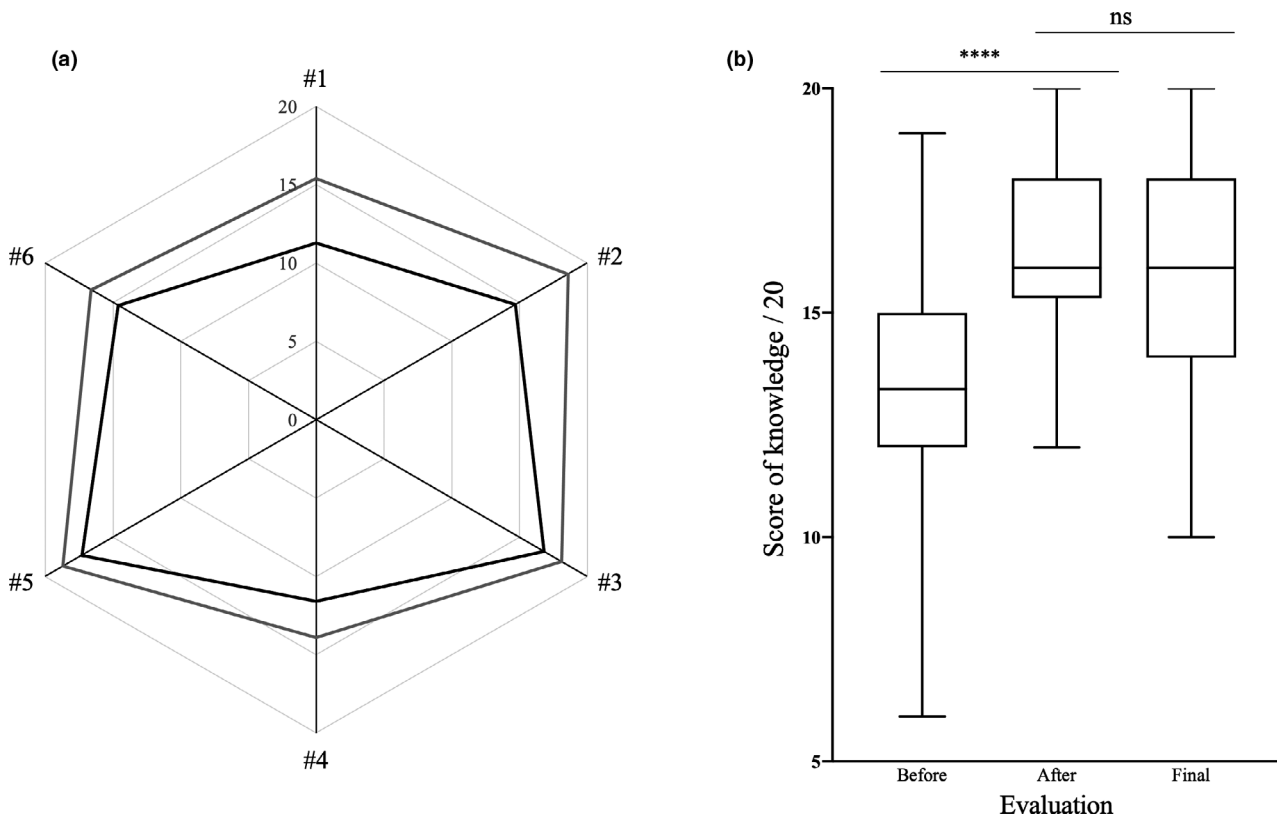 (a)
#1
20
15
10
5
0
#2
#3
#4
#5
#6
(b)
ns
****
20
15
10
5
Score of knowledge / 20
Before
After
Final
Evaluation